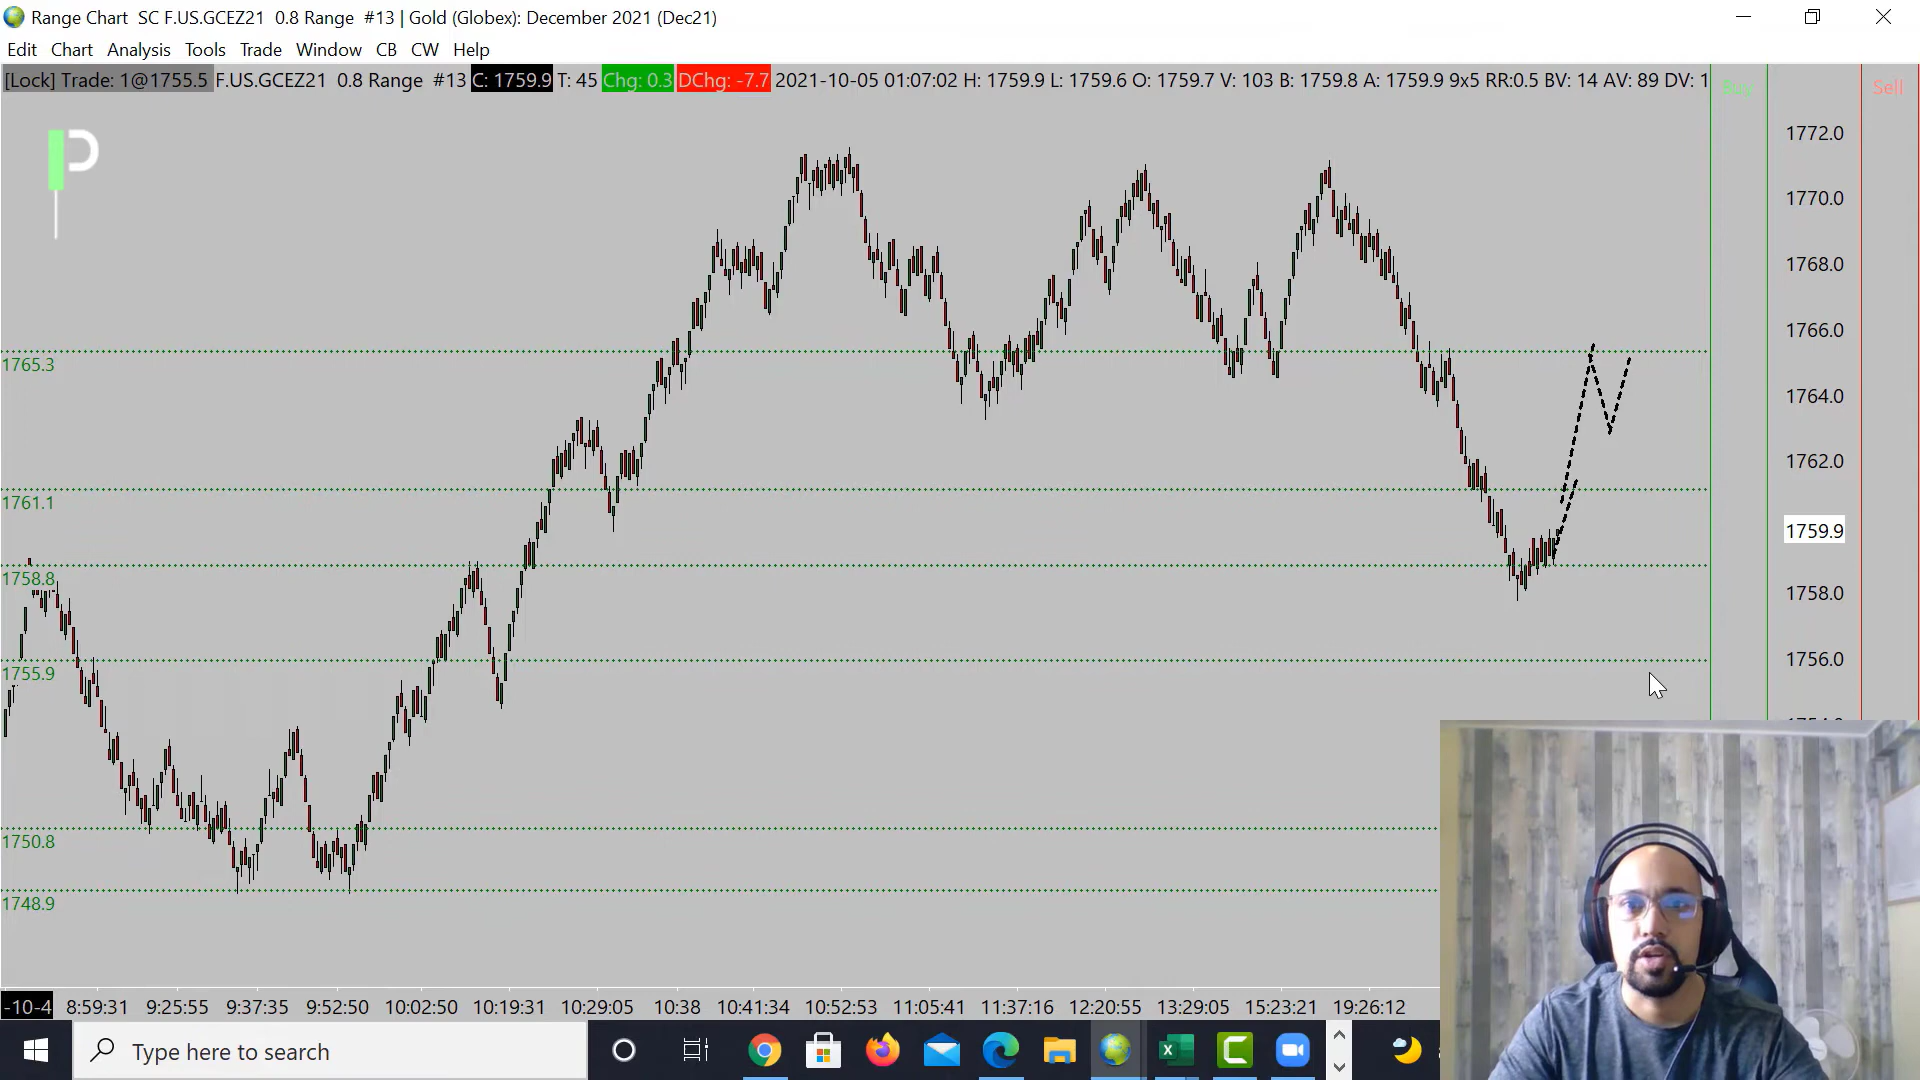 Range Chart SC F.US.GCEZ21 0.8 Range #13 | Gold (Globex): December 2021 (Dec21)
Edit Chart Analysis Tools Trade Window CB CW Help
[Lock] Trade: 1@1755.5 F.US.GCEZ21 0.8 Range #13 C: 1759.9 T: 45 Chg: 0.3 DChg: -7.7 2021-10-05 01:07:02 H: 1759.9 L: 1759.6 O: 1759.7 V: 103 B: 1759.8 A: 1759.9 9x5 RR:0.5 BV: 14 AV: 89 DV: 1
Buy
Sell
P
1772.0
1770.0
1768.0
1766.0
1765.3
1764.0
1762.0
1761.1
1759.9
1758.8
1758.0
1755.9
1756.0
1750.8
1748.9
-10-4 8:59:31 9:25:55 9:37:35 9:52:50 10:02:50 10:19:31 10:29:05 10:38 10:41:34 10:52:53 11:05:41 11:37:16 12:20:55 13:29:05 15:23:21 19:26:12
Type here to search